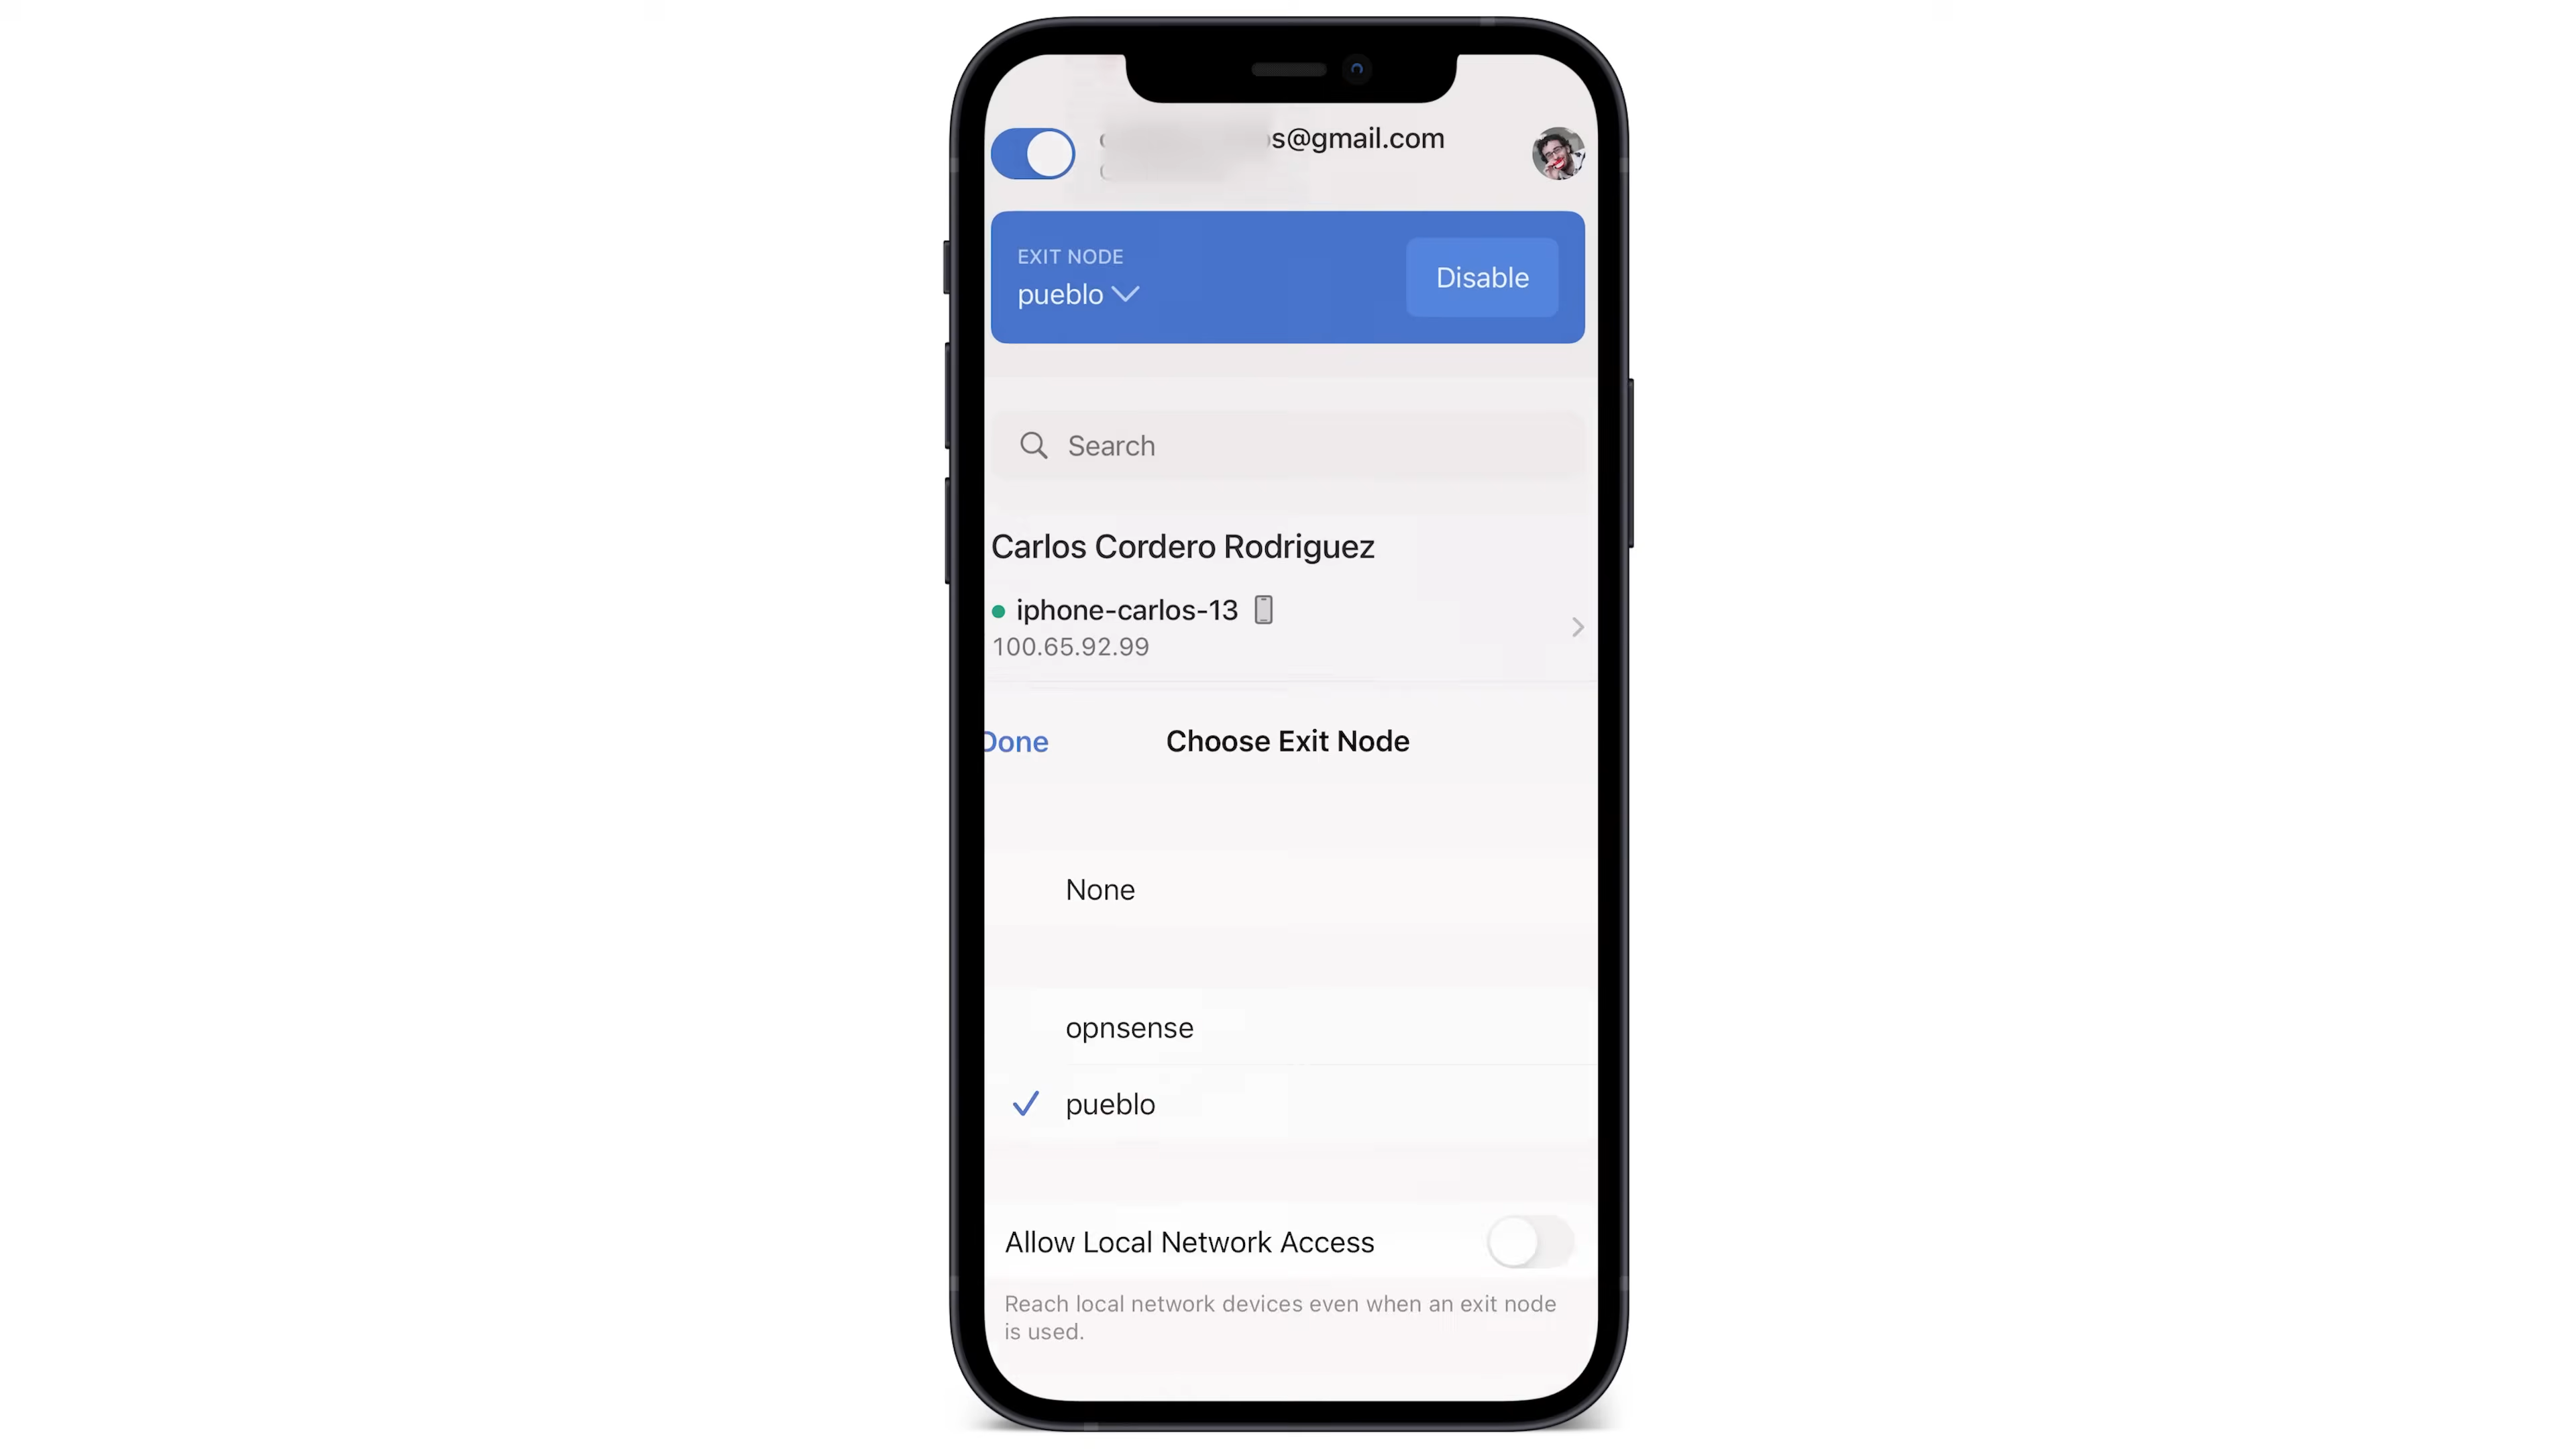 s@gmail.com
EXIT NODE
pueblo
Disable
Search
Carlos Cordero Rodriguez
iphone-carlos-13
100.65.92.99
Done
Choose Exit Node
None
opnsense
pueblo
Allow Local Network Access
Reach local network devices even when an exit node
is used.